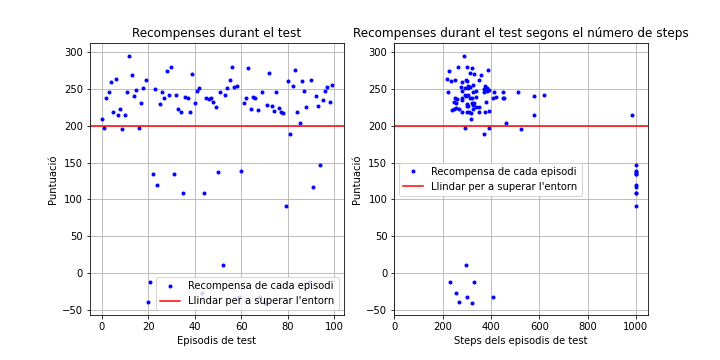 Recompenses durant el test
300
250
200
150
100
50
0
−50
Puntuació
0
20
40
60
80
100
Episodis de test
Recompensa de cada episodi
Llindar per a superar l'entorn
Recompenses durant el test segons el número de steps
300
250
200
150
100
50
0
−50
Puntuació
0
200
400
600
800
1000
Steps dels episodis de test
Recompensa de cada episodi
Llindar per a superar l'entorn